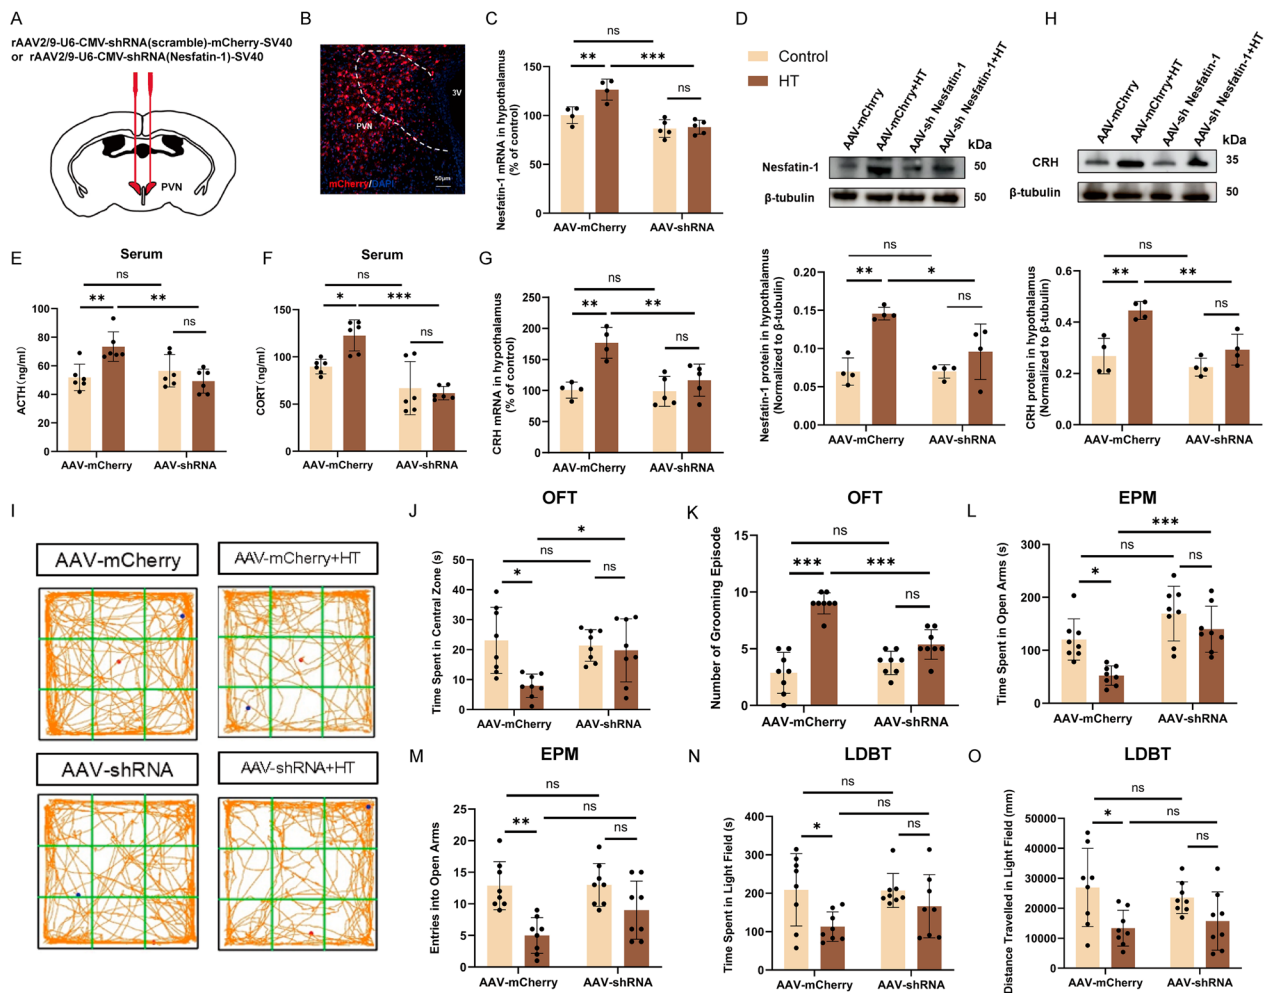 A
rAAV2/9-U6-CMV-shRNA(scramble)-mCherry-SV40
or rAAV2/9-U6-CMV-shRNA(Nesfatin-1)-SV40
PVN
B
3V
PVN
50μm
mCherry/DAPI
C
Nesfatin-1 mRNA in hypothalamus
(% of control)
150
100
50
0
ns
**
***
ns
AAV-mCherry
AAV-shRNA
D
Control
HT
AAV-mCherry
AAV-mCherry+HT
AAV-sh Nesfatin-1
AAV-sh Nesfatin-1+HT
kDa
Nesfatin-1
50
β-tubulin
50
Nesfatin-1 protein in hypothalamus
(Normalized to β-tubulin)
0.20
0.15
0.10
0.05
0.00
ns
**
*
ns
AAV-mCherry
AAV-shRNA
H
AAV-mCherry
AAV-mCherry+HT
AAV-sh Nesfatin-1
AAV-sh Nesfatin-1+HT
kDa
CRH
35
β-tubulin
50
CRH protein in hypothalamus
(Normalized to β-tubulin)
0.6
0.4
0.2
0.0
ns
**
**
ns
AAV-mCherry
AAV-shRNA
E
Serum
ACTH(ng/ml)
100
80
60
40
20
0
ns
**
**
ns
AAV-mCherry
AAV-shRNA
F
Serum
CORT(ng/ml)
150
100
50
0
ns
*
***
ns
AAV-mCherry
AAV-shRNA
G
CRH mRNA in hypothalamus
(% of control)
250
200
150
100
50
0
ns
**
**
ns
AAV-mCherry
AAV-shRNA
I
AAV-mCherry
AAV-mCherry+HT
AAV-shRNA
AAV-shRNA+HT
J
OFT
Time Spent in Central Zone (s)
50
40
30
20
10
0
*
ns
*
ns
AAV-mCherry
AAV-shRNA
K
OFT
Number of Grooming Episode
15
10
5
0
ns
***
***
ns
AAV-mCherry
AAV-shRNA
L
EPM
Time Spent in Open Arms (s)
300
200
100
0
***
ns
*
ns
AAV-mCherry
AAV-shRNA
M
EPM
Entries into Open Arms
25
20
15
10
5
0
ns
ns
**
ns
AAV-mCherry
AAV-shRNA
N
LDBT
Time Spent in Light Field (s)
400
300
200
100
0
ns
ns
*
ns
AAV-mCherry
AAV-shRNA
O
LDBT
Distance Travelled in Light Field (mm)
50000
40000
30000
20000
10000
0
ns
ns
*
ns
AAV-mCherry
AAV-shRNA